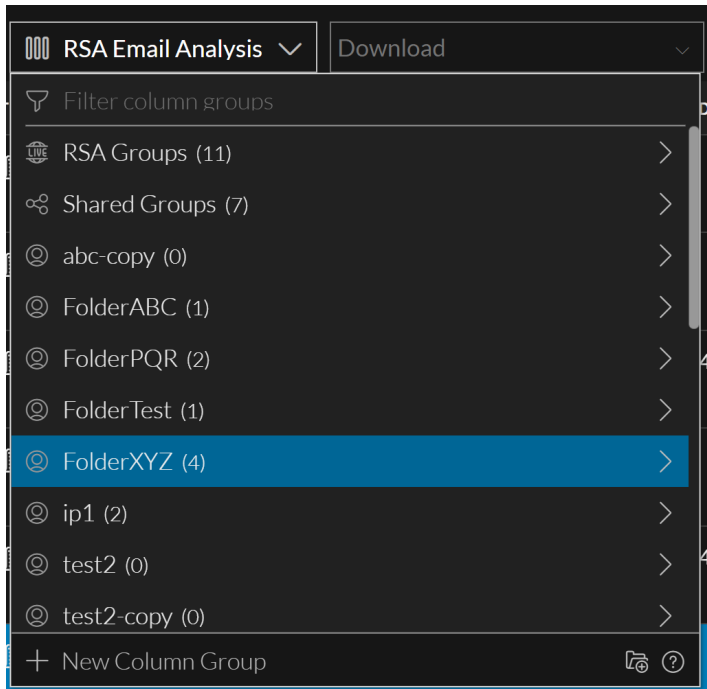 RSA Email Analysis
Download
Filter column groups
LIVE RSA Groups (11)
Shared Groups (7)
abc-copy (0)
FolderABC (1)
FolderPQR (2)
FolderTest (1)
FolderXYZ (4)
ip1 (2)
test2 (0)
test2-copy (0)
New Column Group